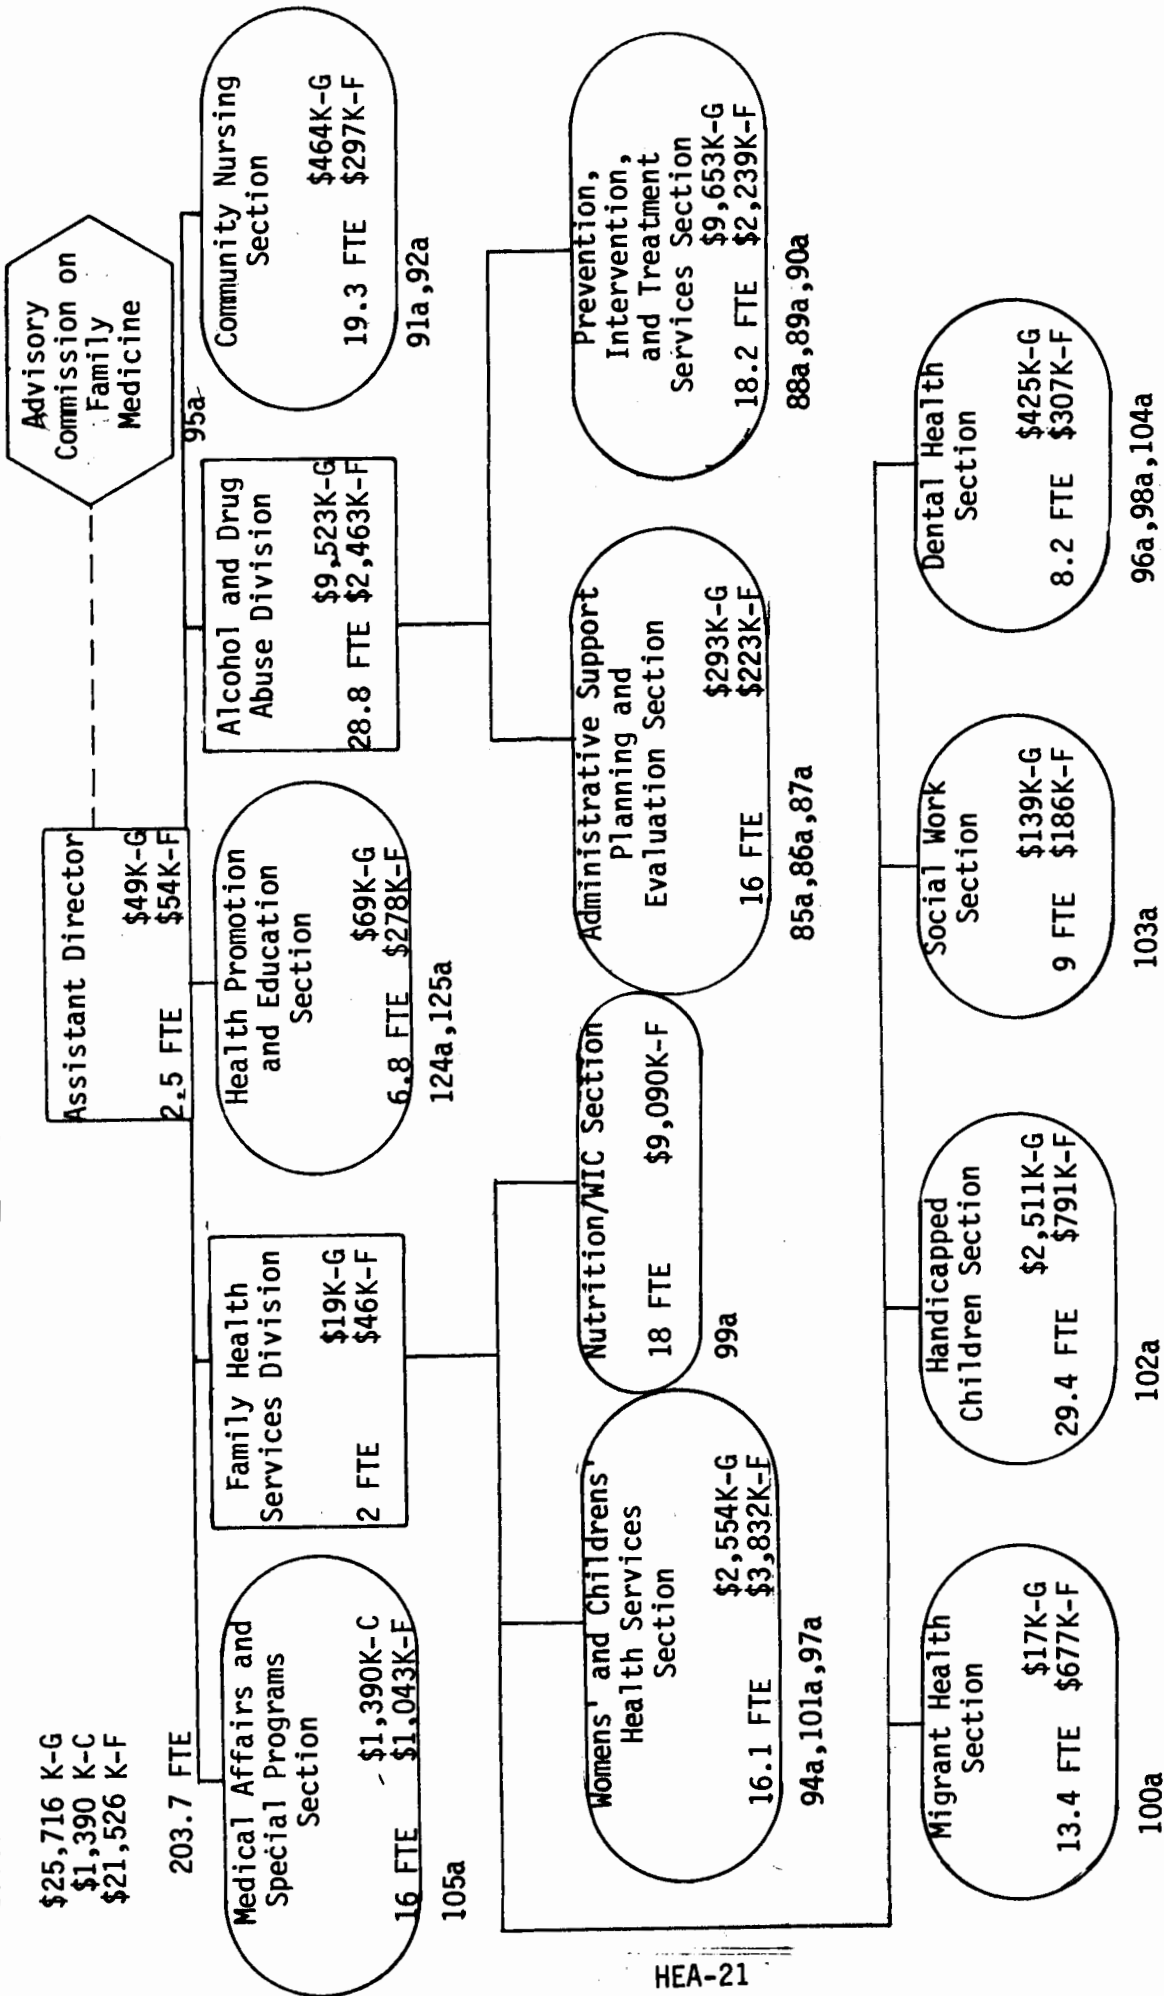 $25,716 K-G
$1,390 K-C
$21,526 K-F
203.7 FTE
Assistant Director
$49K-G
2.5 FTE $54K-F
Advisory
Commission on
Family
Medicine
95a
Medical Affairs and
Special Programs
Section
$1,390K-C
16 FTE $1,043K-F
105a
Family Health
Services Division
$19K-G
2 FTE $46K-F
Health Promotion
and Education
Section
$69K-G
6.8 FTE $278K-F
124a,125a
Alcohol and Drug
Abuse Division
$9,523K-G
28.8 FTE $2,463K-F
Community Nursing
Section
$464K-G
19.3 FTE $297K-F
91a,92a
Womens' and Childrens'
Health Services
Section
$2,554K-G
16.1 FTE $3,832K-F
94a,101a,97a
Nutrition/WIC Section
18 FTE $9,090K-F
99a
Administrative Support
Planning and
Evaluation Section
$293K-G
16 FTE $223K-F
85a,86a,87a
Prevention,
Intervention,
and Treatment
Services Section
$9,653K-G
18.2 FTE $2,239K-F
88a,89a,90a
Migrant Health
Section
$17K-G
13.4 FTE $677K-F
100a
Handicapped
Children Section
$2,511K-G
29.4 FTE $791K-F
102a
Social Work
Section
$139K-G
9 FTE $186K-F
103a
Dental Health
Section
$425K-G
8.2 FTE $307K-F
96a,98a,104a
HEA-21